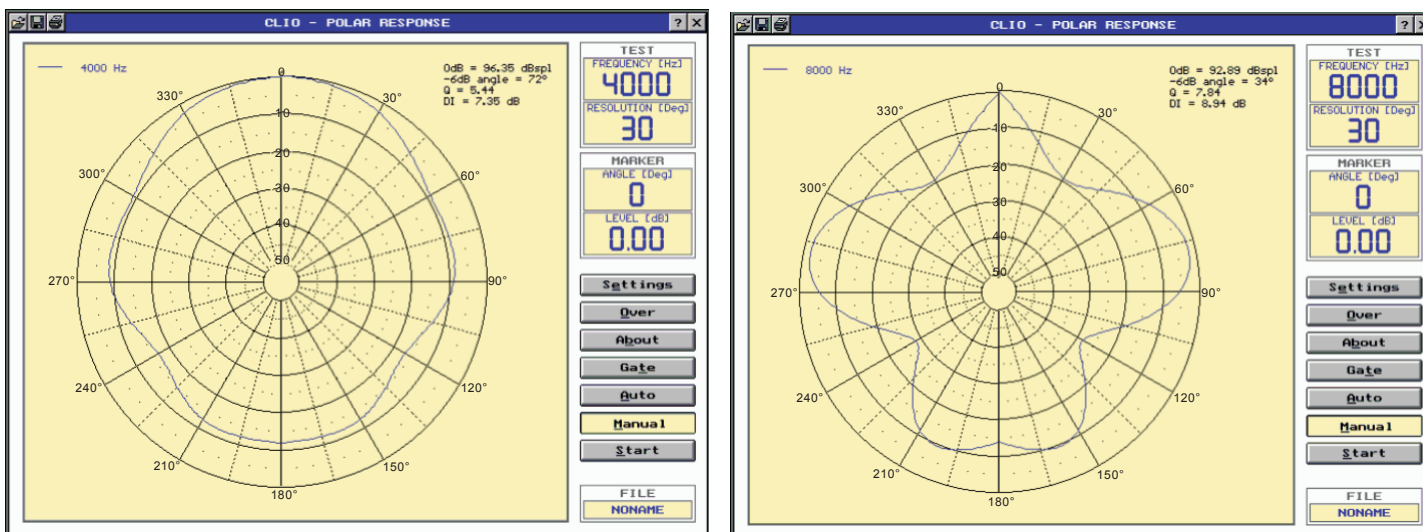 CLIO - POLAR RESPONSE
?
4000 Hz
0dB = 96.35 dBspl
-6dB angle = 72°
Q = 5.44
DI = 7.35 dB
0
330°
30°
10
20
300°
60°
30
40
50
270°
90°
240°
120°
210°
150°
180°
TEST
FREQUENCY [Hz]
4000
RESOLUTION [Deg]
30
MARKER
ANGLE [Deg]
0
LEVEL [dB]
0.00
Settings
Over
About
Gate
Auto
Manual
Start
FILE
NONAME
CLIO - POLAR RESPONSE
?
8000 Hz
0dB = 92.89 dBspl
-6dB angle = 34°
Q = 7.84
DI = 8.94 dB
0
330°
30°
10
20
300°
60°
30
40
50
270°
90°
240°
120°
210°
150°
180°
TEST
FREQUENCY [Hz]
8000
RESOLUTION [Deg]
30
MARKER
ANGLE [Deg]
0
LEVEL [dB]
0.00
Settings
Over
About
Gate
Auto
Manual
Start
FILE
NONAME